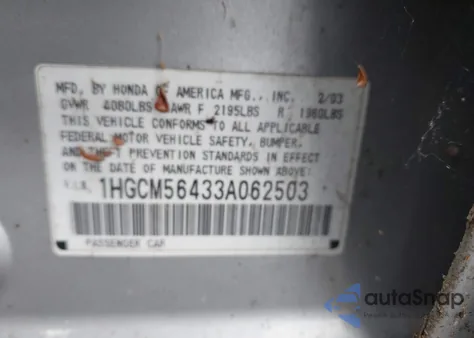 MFD. BY HONDA OF AMERICA MFG., INC. 2/03
GVWR 4080LBS GAWR F 2195LBS R 1960LBS
THIS VEHICLE CONFORMS TO ALL APPLICABLE
FEDERAL MOTOR VEHICLE SAFETY, BUMPER,
AND THEFT PREVENTION STANDARDS IN EFFECT
ON THE DATE OF MANUFACTURE SHOWN ABOVE:
V.I.N. 1HGCM56433A062503
PASSENGER CAR
autaSnap